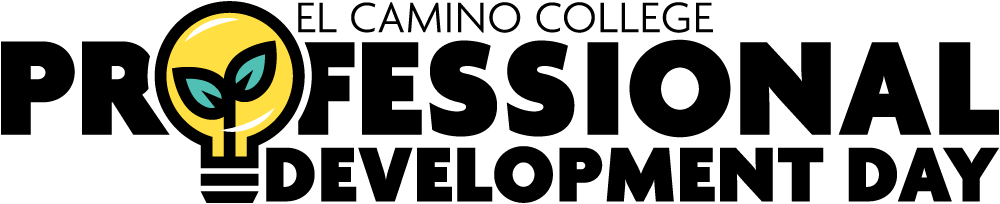 EL CAMINO COLLEGE
PROFESSIONAL
DEVELOPMENT DAY